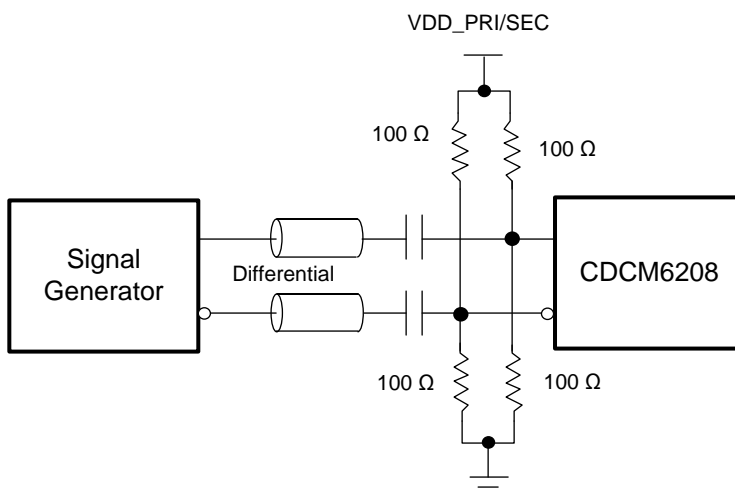 VDD_PRI/SEC
100 Ω
100 Ω
Signal
Generator
Differential
CDCM6208
100 Ω
100 Ω